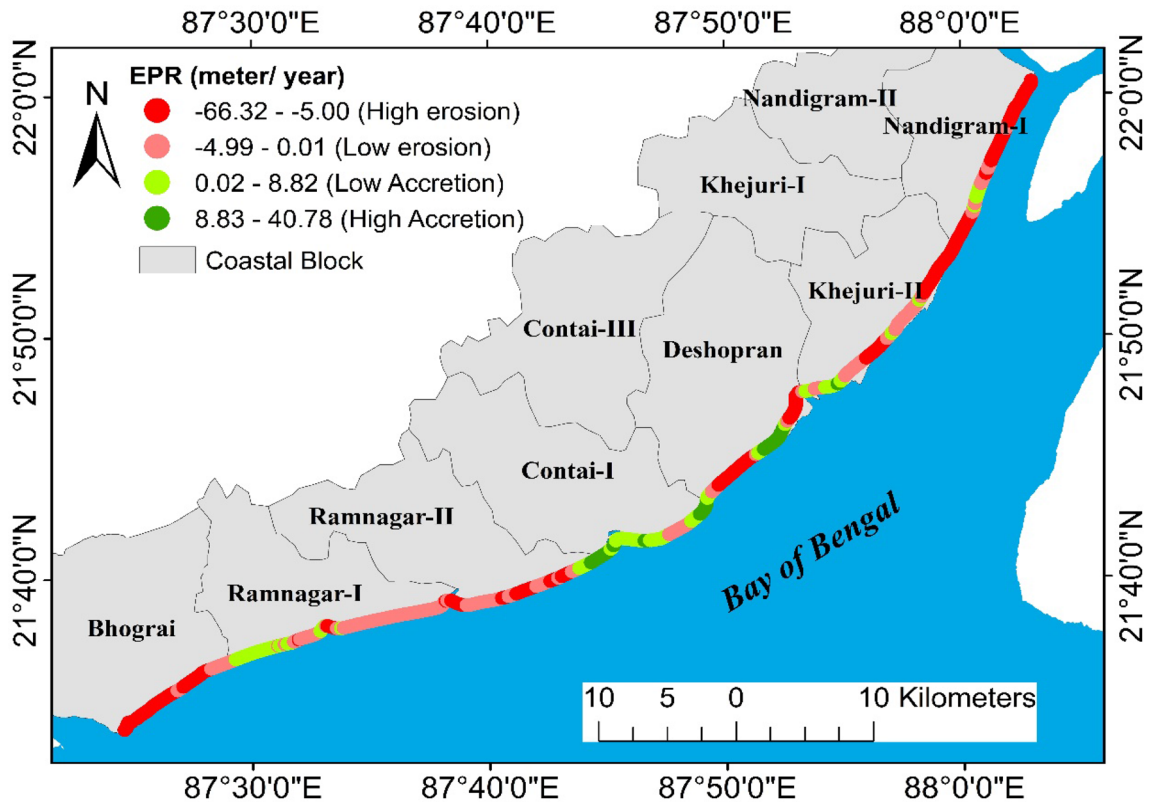 87°30'0"E 87°40'0"E 87°50'0"E 88°0'0"E
EPR (meter/ year)
-66.32 - -5.00 (High erosion)
-4.99 - 0.01 (Low erosion)
0.02 - 8.82 (Low Accretion)
8.83 - 40.78 (High Accretion)
Coastal Block
N
22°0'0"N
21°50'0"N
21°40'0"N
Nandigram-II
Nandigram-I
Khejuri-I
Khejuri-II
Contai-III
Deshopran
Contai-I
Ramnagar-II
Ramnagar-I
Bhograi
Bay of Bengal
22°0'0"N
21°50'0"N
21°40'0"N
10 5 0 10 Kilometers
87°30'0"E 87°40'0"E 87°50'0"E 88°0'0"E